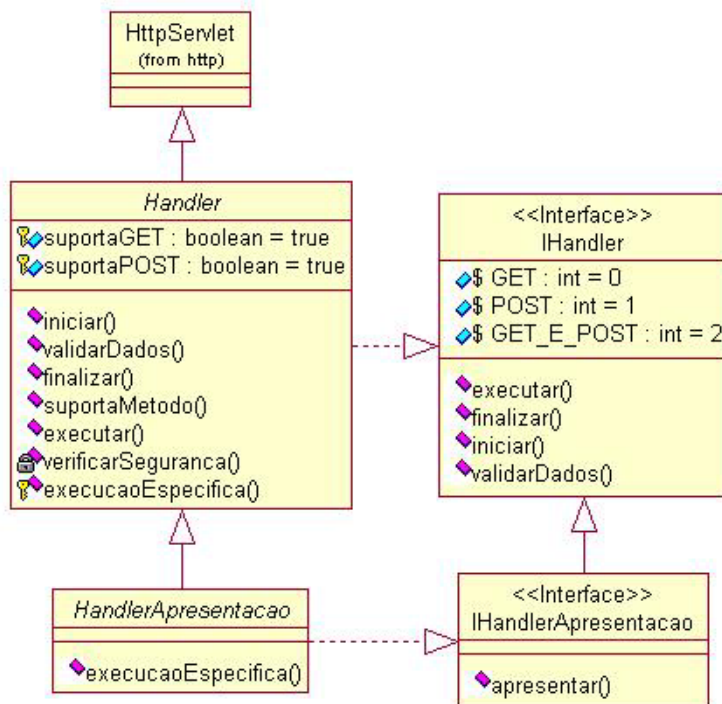 HttpServlet
(from http)
Handler
suportaGET : boolean = true
suportaPOST : boolean = true
iniciar()
validarDados()
finalizar()
suportaMetodo()
executar()
verificarSeguranca()
execucaoEspecifica()
<<Interface>>
IHandler
$ GET : int = 0
$ POST : int = 1
$ GET_E_POST : int = 2
executar()
finalizar()
iniciar()
validarDados()
HandlerApresentacao
execucaoEspecifica()
<<Interface>>
IHandlerApresentacao
apresentar()